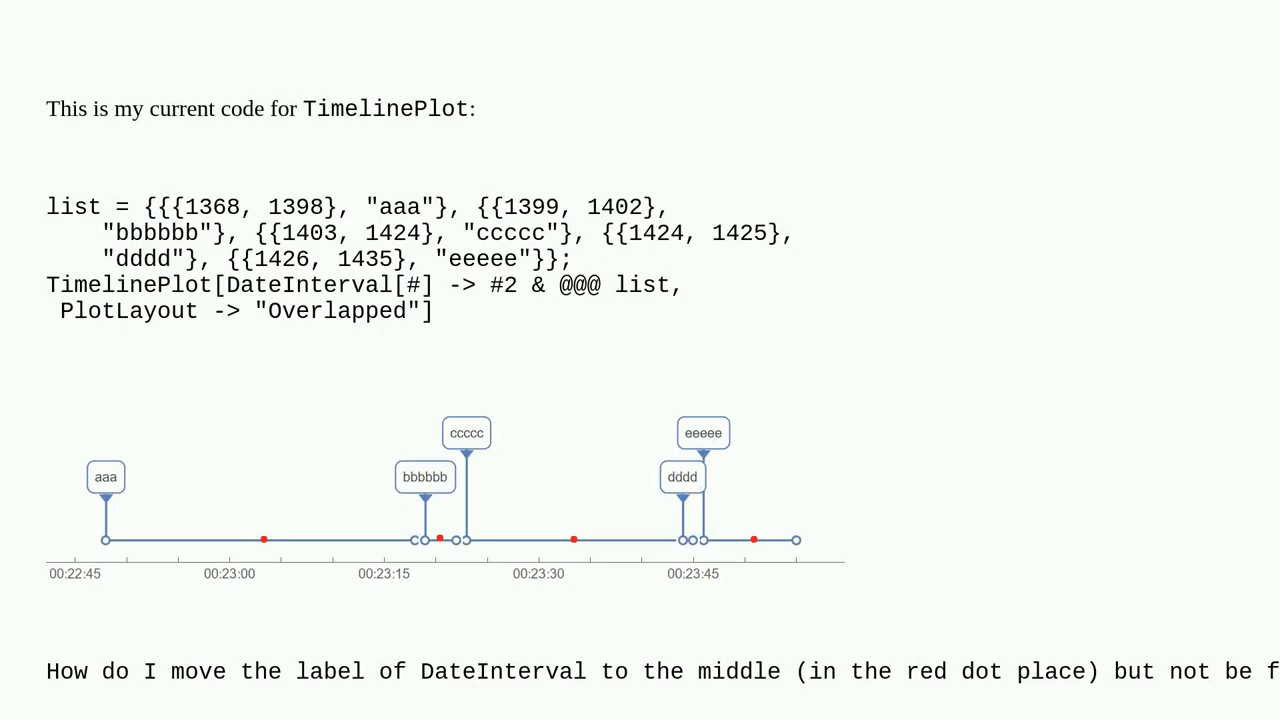 This is my current code for TimelinePlot:
list = {{{1368, 1398}, "aaa"}, {{1399, 1402},
"bbbbbb"}, {{1403, 1424}, "ccccc"}, {{1424, 1425},
"dddd"}, {{1426, 1435}, "eeeee"}};
TimelinePlot[DateInterval[#] -> #2 & @@@ list,
PlotLayout -> "Overlapped"]
ccccc
eeeee
aaa
bbbbbb
dddd
00:22:45
00:23:00
00:23:15
00:23:30
00:23:45
How do I move the label of DateInterval to the middle (in the red dot place) but not be